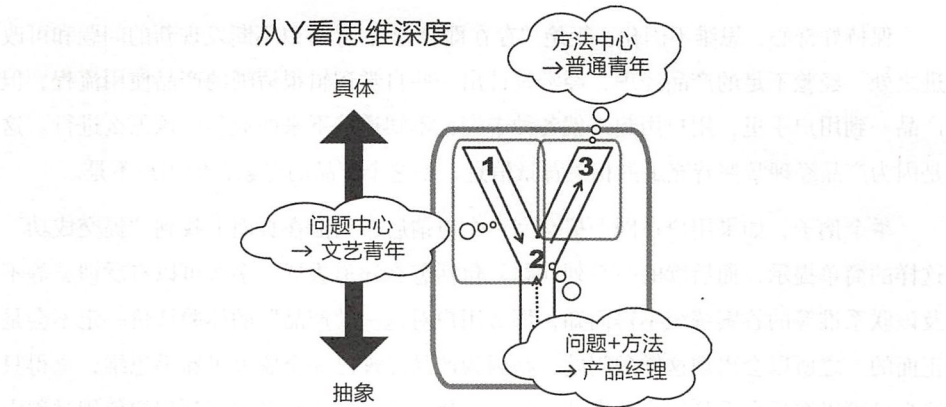 从Y看思维深度
方法中心
→普通青年
具体
1
3
问题中心
→ 文艺青年
2
问题+方法
→产品经理
抽象